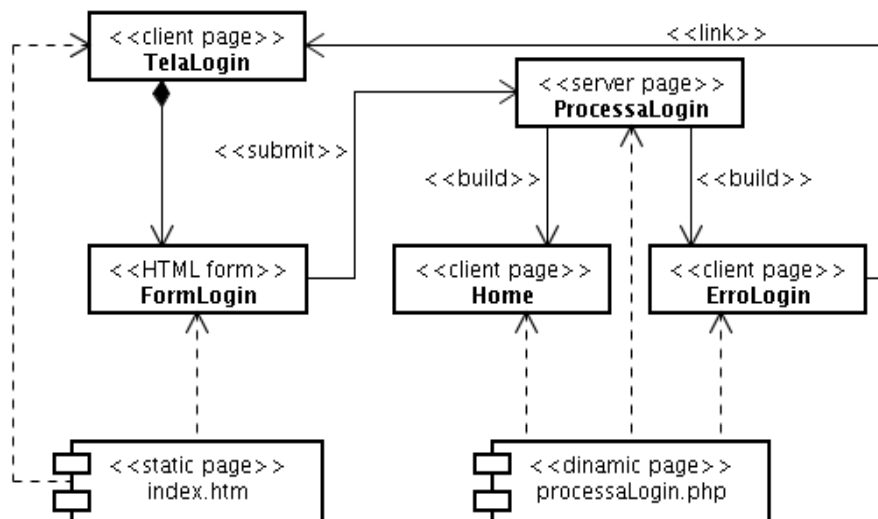 <<client page>>
TelaLogin
<<link>>
<<server page>>
ProcessaLogin
<<submit>>
<<build>>
<<build>>
<<HTML form>>
FormLogin
<<client page>>
Home
<<client page>>
ErroLogin
<<static page>>
index.htm
<<dinamic page>>
processaLogin.php